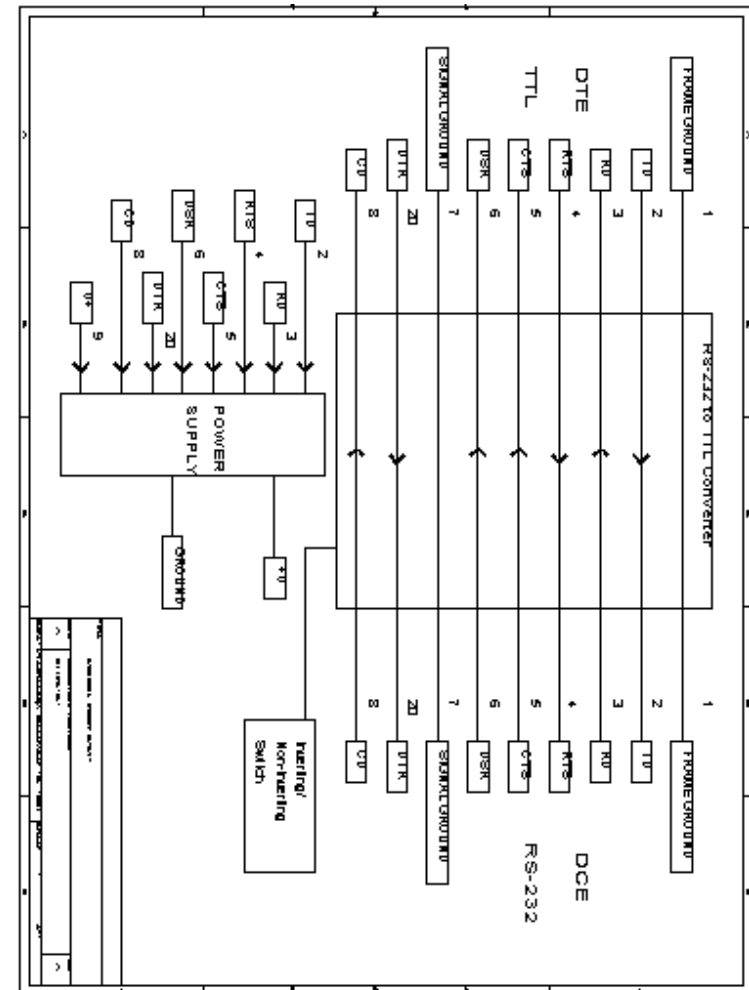 FRAME GROUND
TD
RD
RTS
CTS
DSR
SIGNAL GROUND
DTR
CD
DTE
TTL
1
2
3
4
5
6
7
20
8
RS-232 to TTL Converter
1
2
3
4
5
6
7
20
8
FRAME GROUND
TD
RD
RTS
CTS
DSR
SIGNAL GROUND
DTR
CD
DCE
RS-232
TD
2
RD
3
RTS
4
CTS
5
DSR
6
DTR
20
CD
8
V+
9
POWER
SUPPLY
+V
GROUND
Inverting/
Non-Inverting
Switch